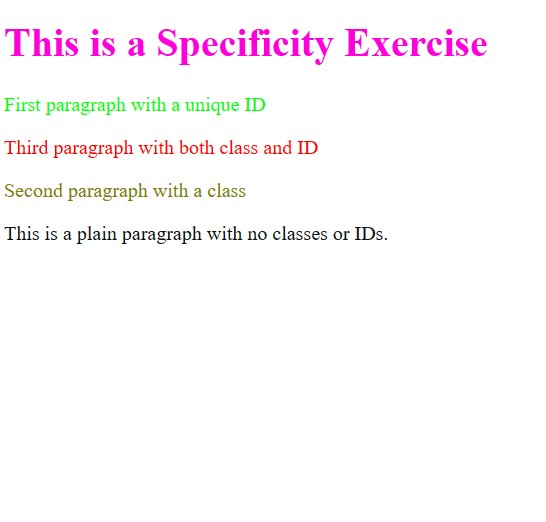 This is a Specificity Exercise
First paragraph with a unique ID
Third paragraph with both class and ID
Second paragraph with a class
This is a plain paragraph with no classes or IDs.